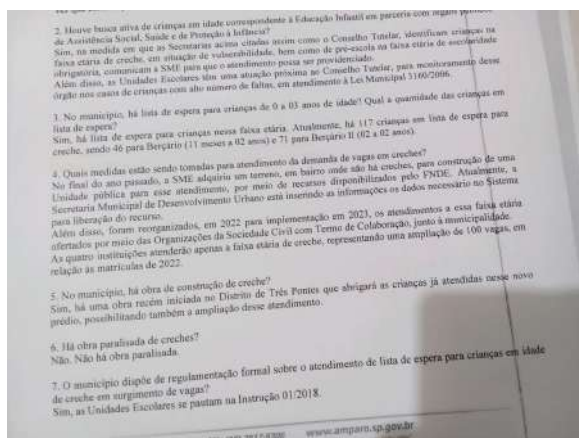 2. Houve busca ativa de crianças em idade correspondente à Educação Infantil em parceria com órgãos
de Assistência Social, Saúde e de Proteção à Infância?
Sim, na medida em que as Secretarias acima citadas assim como o Conselho Tutelar, identificam crianças na
faixa etária de creche, em situação de vulnerabilidade, bem como de pré-escola na faixa etária de escolaridade
obrigatória, comunicam à SME para que o atendimento possa ser providenciado.
Além disso, as Unidades Escolares têm uma atuação próxima ao Conselho Tutelar, para monitoramento desse
órgão nos casos de crianças com alto número de faltas, em atendimento à Lei Municipal 3160/2006.
3. No município, há lista de espera para crianças de 0 a 03 anos de idade? Qual a quantidade das crianças em
lista de espera?
Sim, há lista de espera para crianças nessa faixa etária. Atualmente, há 117 crianças em lista de espera para
creche, sendo 46 para Berçário (11 meses a 02 anos) e 71 para Berçário II (02 a 02 anos).
4. Quais medidas estão sendo tomadas para atendimento da demanda de vagas em creches?
No final do ano passado, a SME adquiriu um terreno, em bairro onde não há creches, para construção de uma
Unidade pública para esse atendimento, por meio de recursos disponibilizados pelo FNDE. Atualmente, a
Secretaria Municipal de Desenvolvimento Urbano está inserindo as informações os dados necessário no Sistema
para liberação do recurso.
Além disso, foram reorganizados, em 2022 para implementação em 2023, os atendimentos a essa faixa etária
ofertados por meio das Organizações da Sociedade Civil com Termo de Colaboração, junto à municipalidade.
As quatro instituições atenderão apenas a faixa etária de creche, representando uma ampliação de 100 vagas, em
relação às matrículas de 2022.
5. No município, há obra de construção de creche?
Sim, há uma obra recém iniciada no Distrito de Três Pontes que abrigará as crianças já atendidas nesse novo
prédio, possibilitando também a ampliação desse atendimento.
6. Há obra paralisada de creches?
Não. Não há obra paralisada.
7. O município dispõe de regulamentação formal sobre o atendimento de lista de espera para crianças em idade
de creche em surgimento de vagas?
Sim, as Unidades Escolares se pautam na Instrução 01/2018.
www.amparo.sp.gov.br